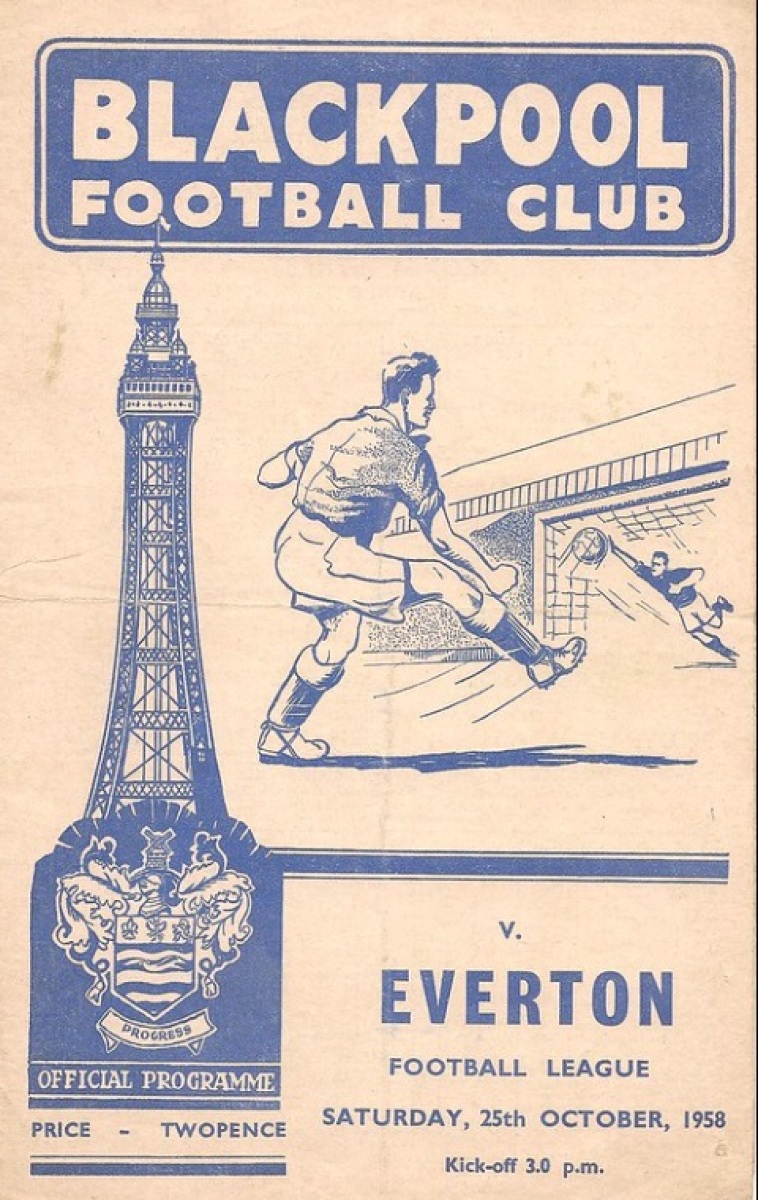 BLACKPOOL
FOOTBALL CLUB
V.
EVERTON
FOOTBALL LEAGUE
SATURDAY, 25th OCTOBER, 1958
Kick-off 3.0 p.m.
PROGRESS
OFFICIAL PROGRAMME
PRICE - TWOPENCE